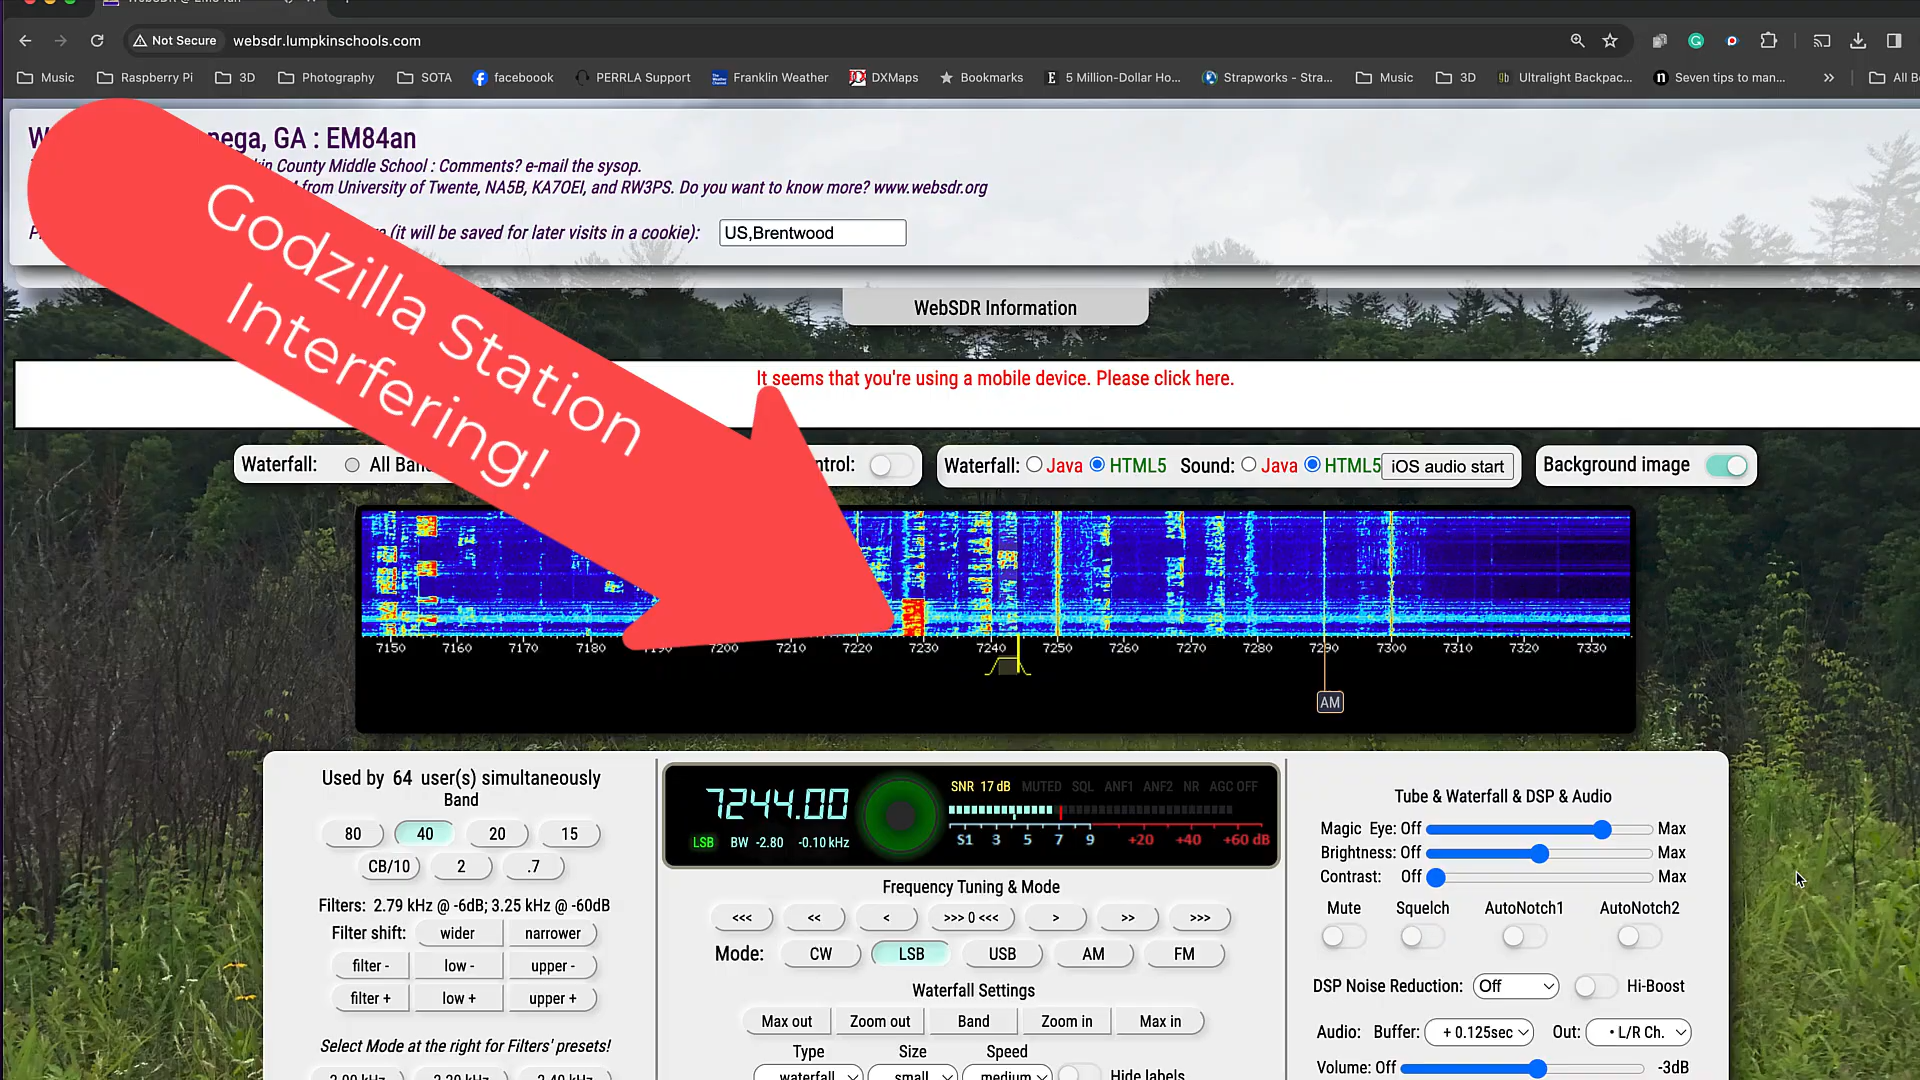 Not Secure websdr.lumpkinschools.com
Music Raspberry Pi 3D Photography SOTA faceboook PERRLA Support Franklin Weather DXMaps Bookmarks 5 Million-Dollar Ho... Strapworks - Stra... Music 3D Ultralight Backpac... Seven tips to man... » All B
W nega, GA : EM84an
kin County Middle School : Comments? e-mail the sysop.
from University of Twente, NA5B, KA7OEI, and RW3PS. Do you want to know more? www.websdr.org
(it will be saved for later visits in a cookie): US,Brentwood
Godzilla Station
Interfering!
WebSDR Information
It seems that you're using a mobile device. Please click here.
Waterfall: All Ban ntrol: Waterfall: Java HTML5 Sound: Java HTML5 iOS audio start Background image
7150 7160 7170 7180 7190 7200 7210 7220 7230 7240 7250 7260 7270 7280 7290 7300 7310 7320 7330
AM
Used by 64 user(s) simultaneously
Band
80 40 20 15
CB/10 2 .7
Filters: 2.79 kHz @ -6dB; 3.25 kHz @ -60dB
Filter shift: wider narrower
filter - low - upper -
filter + low + upper +
Select Mode at the right for Filters' presets!
7244.00
SNR 17 dB MUTED SQL ANF1 ANF2 NR AGC OFF
S1 3 5 7 9 +20 +40 +60 dB
LSB BW -2.80 -0.10 kHz
Frequency Tuning & Mode
<<< << < >>> 0 <<< > >> >>>
Mode: CW LSB USB AM FM
Waterfall Settings
Max out Zoom out Band Zoom in Max in
Type Size Speed
waterfall small medium Hide labels
Tube & Waterfall & DSP & Audio
Magic Eye: Off Max
Brightness: Off Max
Contrast: Off Max
Mute Squelch AutoNotch1 AutoNotch2
DSP Noise Reduction: Off Hi-Boost
Audio: Buffer: + 0.125sec Out: • L/R Ch.
Volume: Off -3dB